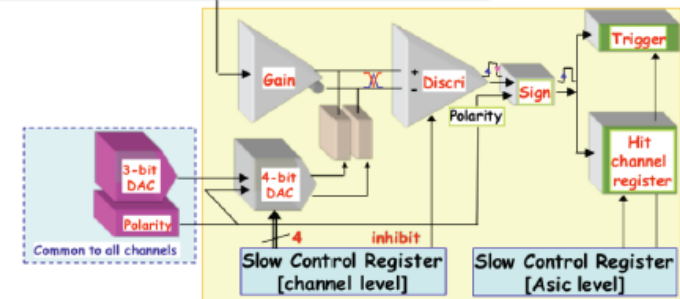 Trigger
Gain
+
-
Discri
Sign
Polarity
Hit
channel
register
3-bit
DAC
4-bit
DAC
Polarity
Common to all channels
4
inhibit
Slow Control Register
[channel level]
Slow Control Register
[Asic level]